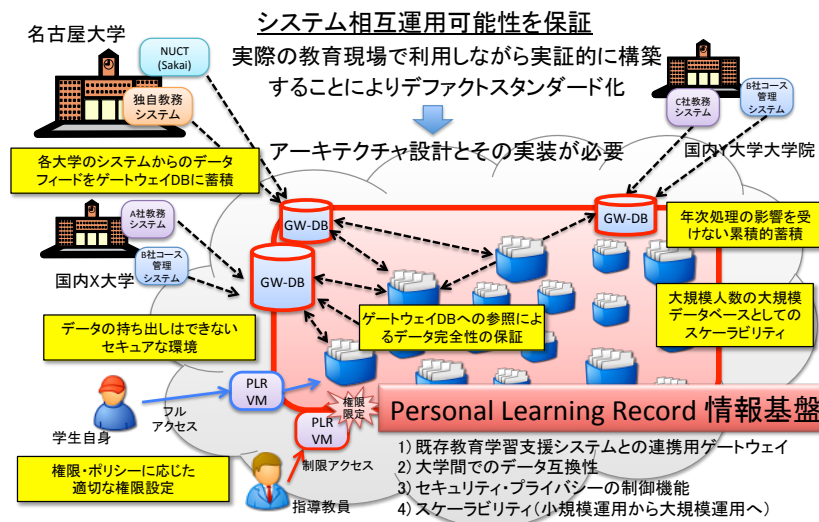 システム相互運用可能性を保証
実際の教育現場で利用しながら実証的に構築
することによりデファクトスタンダード化
アーキテクチャ設計とその実装が必要
名古屋大学
NUCT
(Sakai)
独自教務
システム
各大学のシステムからのデータ
フィードをゲートウェイDBに蓄積
A社教務
システム
B社コース
管理
システム
国内X大学
データの持ち出しはできない
セキュアな環境
C社教務
システム
B社コース
管理
システム
国内Y大学大学院
GW-DB
GW-DB
GW-DB
年次処理の影響を受
けない累積的蓄積
大規模人数の大規模
データベースとしての
スケーラビリティ
ゲートウェイDBへの参照によ
るデータ完全性の保証
学生自身
フル
アクセス
PLR
VM
権限
限定
PLR
VM
制限アクセス
指導教員
権限・ポリシーに応じた
適切な権限設定
Personal Learning Record 情報基盤
1) 既存教育学習支援システムとの連携用ゲートウェイ
2) 大学間でのデータ互換性
3) セキュリティ・プライバシーの制御機能
4) スケーラビリティ(小規模運用から大規模運用へ)